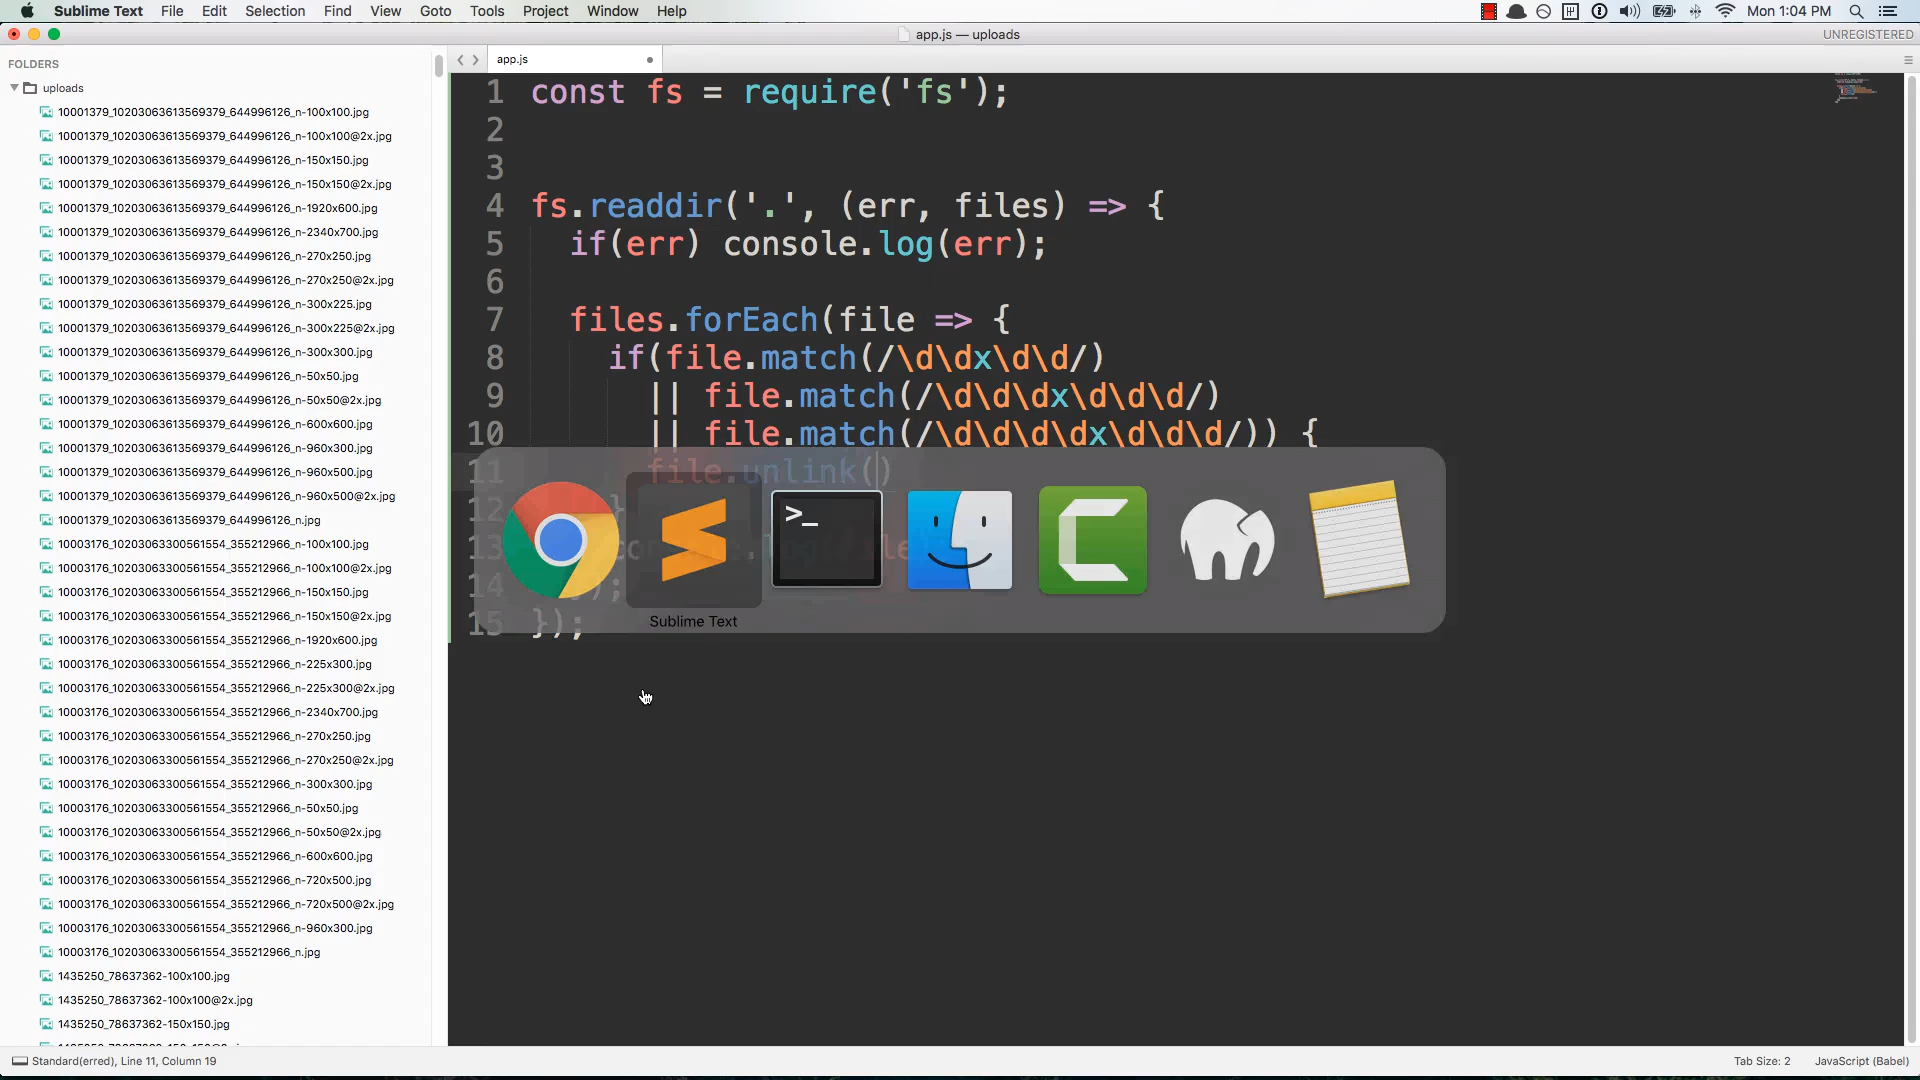 Sublime Text File Edit Selection Find View Goto Tools Project Window Help Mon 1:04 PM
app.js — uploads UNREGISTERED
FOLDERS
uploads
10001379_10203063613569379_644996126_n-100x100.jpg
10001379_10203063613569379_644996126_n-100x100@2x.jpg
10001379_10203063613569379_644996126_n-150x150.jpg
10001379_10203063613569379_644996126_n-150x150@2x.jpg
10001379_10203063613569379_644996126_n-1920x600.jpg
10001379_10203063613569379_644996126_n-2340x700.jpg
10001379_10203063613569379_644996126_n-270x250.jpg
10001379_10203063613569379_644996126_n-270x250@2x.jpg
10001379_10203063613569379_644996126_n-300x225.jpg
10001379_10203063613569379_644996126_n-300x225@2x.jpg
10001379_10203063613569379_644996126_n-300x300.jpg
10001379_10203063613569379_644996126_n-50x50.jpg
10001379_10203063613569379_644996126_n-50x50@2x.jpg
10001379_10203063613569379_644996126_n-600x600.jpg
10001379_10203063613569379_644996126_n-960x300.jpg
10001379_10203063613569379_644996126_n-960x500.jpg
10001379_10203063613569379_644996126_n-960x500@2x.jpg
10001379_10203063613569379_644996126_n.jpg
10003176_10203063300561554_355212966_n-100x100.jpg
10003176_10203063300561554_355212966_n-100x100@2x.jpg
10003176_10203063300561554_355212966_n-150x150.jpg
10003176_10203063300561554_355212966_n-150x150@2x.jpg
10003176_10203063300561554_355212966_n-1920x600.jpg
10003176_10203063300561554_355212966_n-225x300.jpg
10003176_10203063300561554_355212966_n-225x300@2x.jpg
10003176_10203063300561554_355212966_n-2340x700.jpg
10003176_10203063300561554_355212966_n-270x250.jpg
10003176_10203063300561554_355212966_n-270x250@2x.jpg
10003176_10203063300561554_355212966_n-300x300.jpg
10003176_10203063300561554_355212966_n-50x50.jpg
10003176_10203063300561554_355212966_n-50x50@2x.jpg
10003176_10203063300561554_355212966_n-600x600.jpg
10003176_10203063300561554_355212966_n-720x500.jpg
10003176_10203063300561554_355212966_n-720x500@2x.jpg
10003176_10203063300561554_355212966_n-960x300.jpg
10003176_10203063300561554_355212966_n.jpg
1435250_78637362-100x100.jpg
1435250_78637362-100x100@2x.jpg
1435250_78637362-150x150.jpg
app.js
1 const fs = require('fs');
2
3
4 fs.readdir('.', (err, files) => {
5 if(err) console.log(err);
6
7 files.forEach(file => {
8 if(file.match(/\d\dx\d\d/)
9 || file.match(/\d\d\dx\d\d\d/)
10 || file.match(/\d\d\d\dx\d\d\d/)) {
11 file.unlink()
12 }
13
14 });
15 });
>_
Sublime Text
Standard(erred), Line 11, Column 19 Tab Size: 2 JavaScript (Babel)